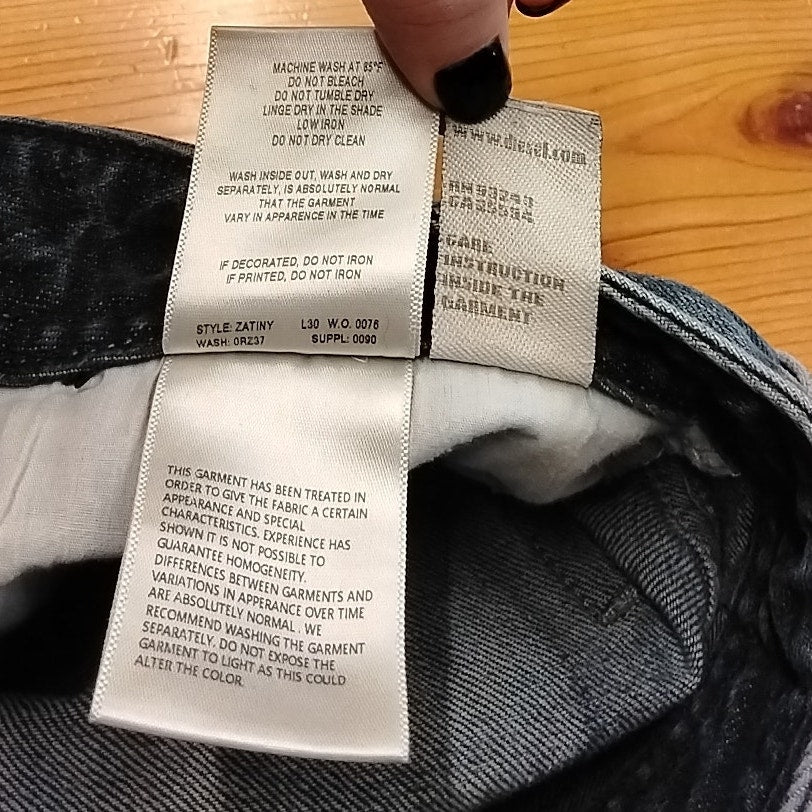 MACHINE WASH AT 85°F
DO NOT BLEACH
DO NOT TUMBLE DRY
LINGE DRY IN THE SHADE
LOW IRON
DO NOT DRY CLEAN
WASH INSIDE OUT, WASH AND DRY
SEPARATELY, IS ABSOLUTELY NORMAL
THAT THE GARMENT
VARY IN APPARENCE IN THE TIME
IF DECORATED, DO NOT IRON
IF PRINTED, DO NOT IRON
STYLE: ZATINY L30 W.O. 0076
WASH: 0RZ37 SUPPL: 0090
www.diesel.com
RN93243
CA35594
CARE
INSTRUCTION
INSIDE THE
GARMENT
THIS GARMENT HAS BEEN TREATED IN
ORDER TO GIVE THE FABRIC A CERTAIN
APPEARANCE AND SPECIAL
CHARACTERISTICS. EXPERIENCE HAS
SHOWN IT IS NOT POSSIBLE TO
GUARANTEE HOMOGENEITY.
DIFFERENCES BETWEEN GARMENTS AND
VARIATIONS IN APPERANCE OVER TIME
ARE ABSOLUTELY NORMAL. WE
RECOMMEND WASHING THE GARMENT
SEPARATELY. DO NOT EXPOSE THE
GARMENT TO LIGHT AS THIS COULD
ALTER THE COLOR.